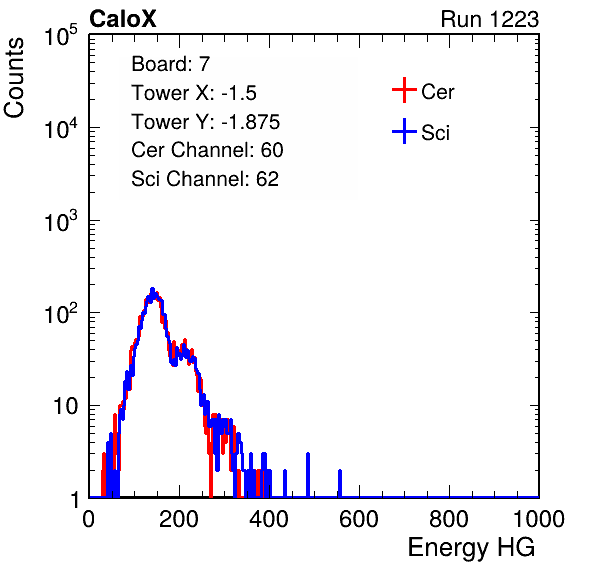 CaloX Run 1223
Counts
Board: 7
Tower X: -1.5
Tower Y: -1.875
Cer Channel: 60
Sci Channel: 62
Cer
Sci
10^5
10^4
10^3
10^2
10
1
0 200 400 600 800 1000
Energy HG